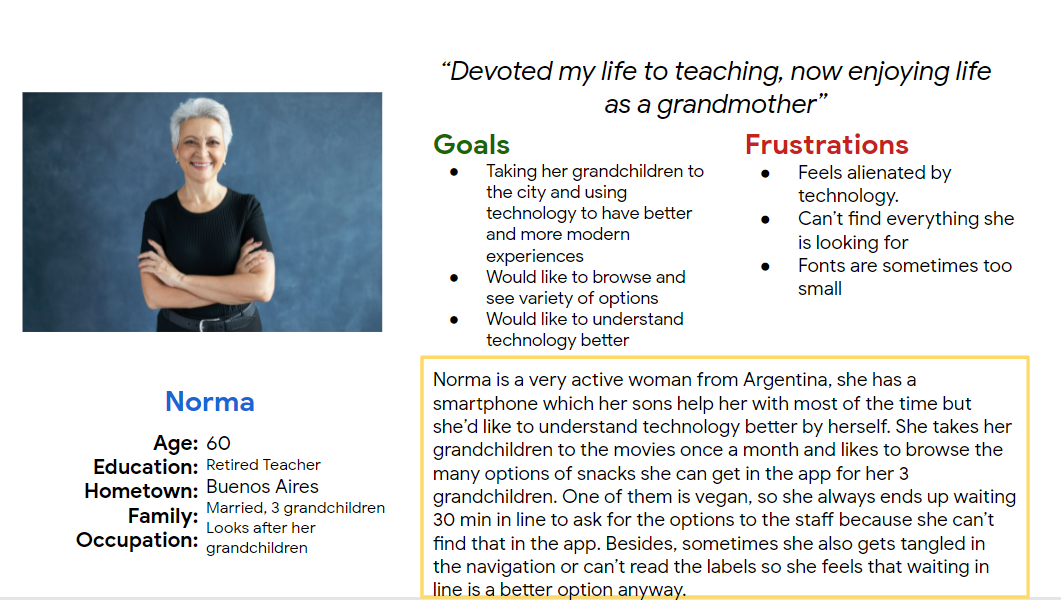 “Devoted my life to teaching, now enjoying life
as a grandmother”
Goals
● Taking her grandchildren to
the city and using
technology to have better
and more modern
experiences
● Would like to browse and
see variety of options
● Would like to understand
technology better
Frustrations
● Feels alienated by
technology.
● Can’t find everything she
is looking for
● Fonts are sometimes too
small
Norma
Age: 60
Education: Retired Teacher
Hometown: Buenos Aires
Family: Married, 3 grandchildren
Occupation: Looks after her
grandchildren
Norma is a very active woman from Argentina, she has a
smartphone which her sons help her with most of the time but
she’d like to understand technology better by herself. She takes her
grandchildren to the movies once a month and likes to browse the
many options of snacks she can get in the app for her 3
grandchildren. One of them is vegan, so she always ends up waiting
30 min in line to ask for the options to the staff because she can’t
find that in the app. Besides, sometimes she also gets tangled in
the navigation or can’t read the labels so she feels that waiting in
line is a better option anyway.